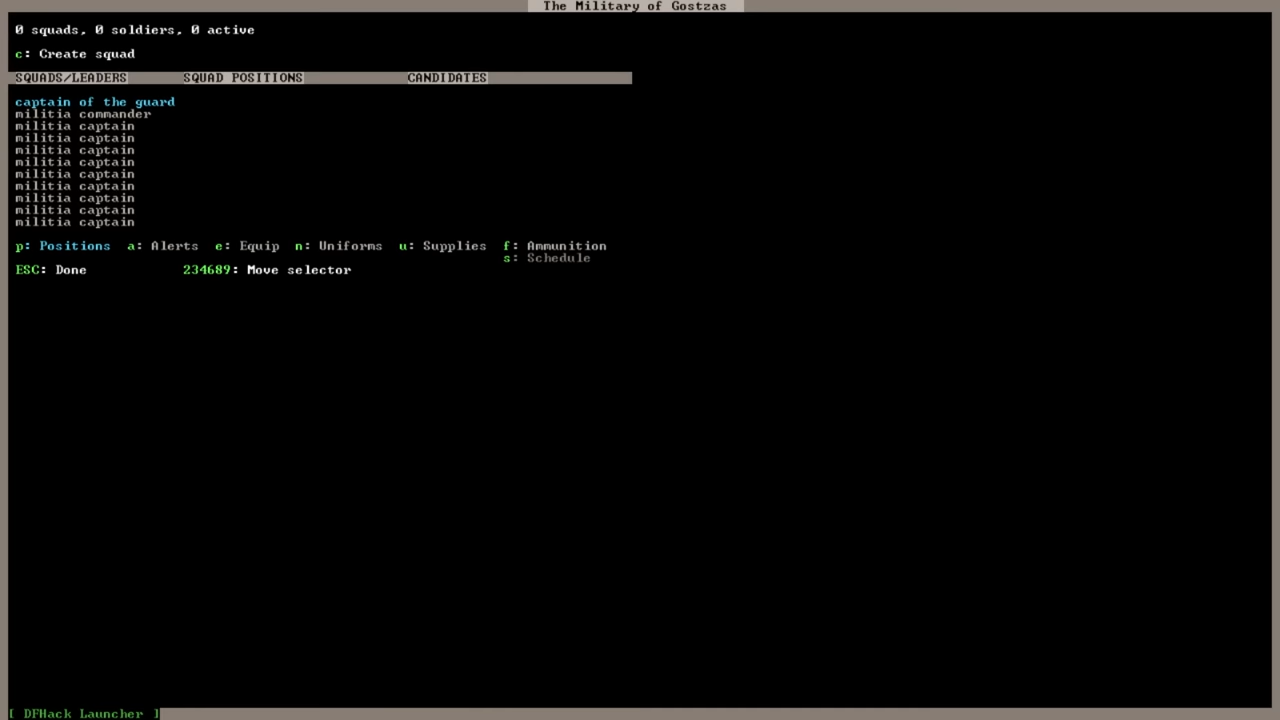 The Military of Gostzas
0 squads, 0 soldiers, 0 active
c: Create squad
SQUADS/LEADERS SQUAD POSITIONS CANDIDATES
captain of the guard
militia commander
militia captain
militia captain
militia captain
militia captain
militia captain
militia captain
militia captain
militia captain
militia captain
p: Positions a: Alerts e: Equip n: Uniforms u: Supplies f: Ammunition
s: Schedule
ESC: Done 234689: Move selector
[ DFHack Launcher ]